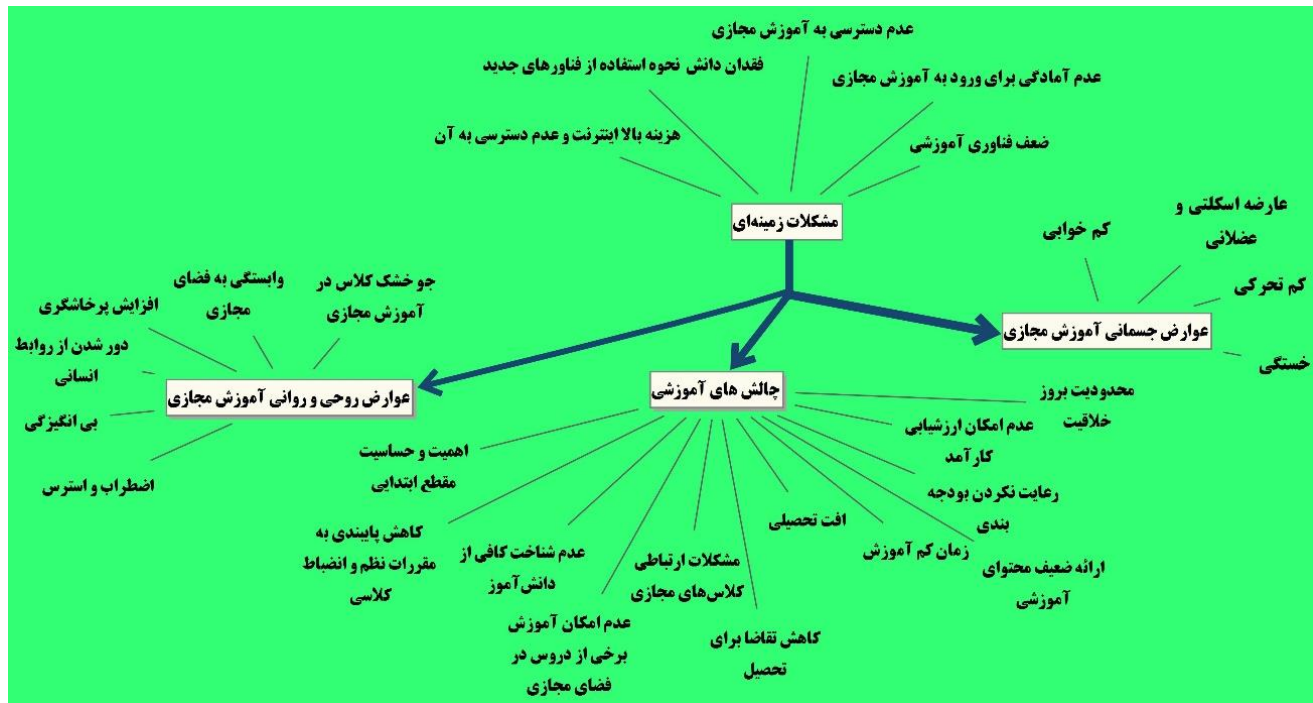 عدم دسترسی به آموزش مجازی
فقدان دانش نحوه استفاده از فناورهای جدید
عدم آمادگی برای ورود به آموزش مجازی
هزینه بالا اینترنت و عدم دسترسی به آن
ضعف فناوری آموزشی
مشکلات زمینه‌ای
عارضه اسکلتی و
عضلانی
کم خوابی
کم تحرکی
خستگی
عوارض جسمانی آموزش مجازی
جو خشک کلاس در
آموزش مجازی
وابستگی به فضای
مجازی
افزایش پرخاشگری
دور شدن از روابط
انسانی
بی انگیزگی
اضطراب و استرس
عوارض روحی و روانی آموزش مجازی
چالش های آموزشی
محدودیت بروز
خلاقیت
عدم امکان ارزشیابی
کارآمد
رعایت نکردن بودجه
بندی
ارائه ضعیف محتوای
آموزشی
زمان کم آموزش
افت تحصیلی
کاهش تقاضا برای
تحصیل
مشکلات ارتباطی
کلاس‌های مجازی
عدم امکان آموزش
برخی از دروس در
فضای مجازی
عدم شناخت کافی از
دانش‌آموز
کاهش پایبندی به
مقررات نظم و انضباط
کلاسی
اهمیت و حساسیت
مقطع ابتدایی